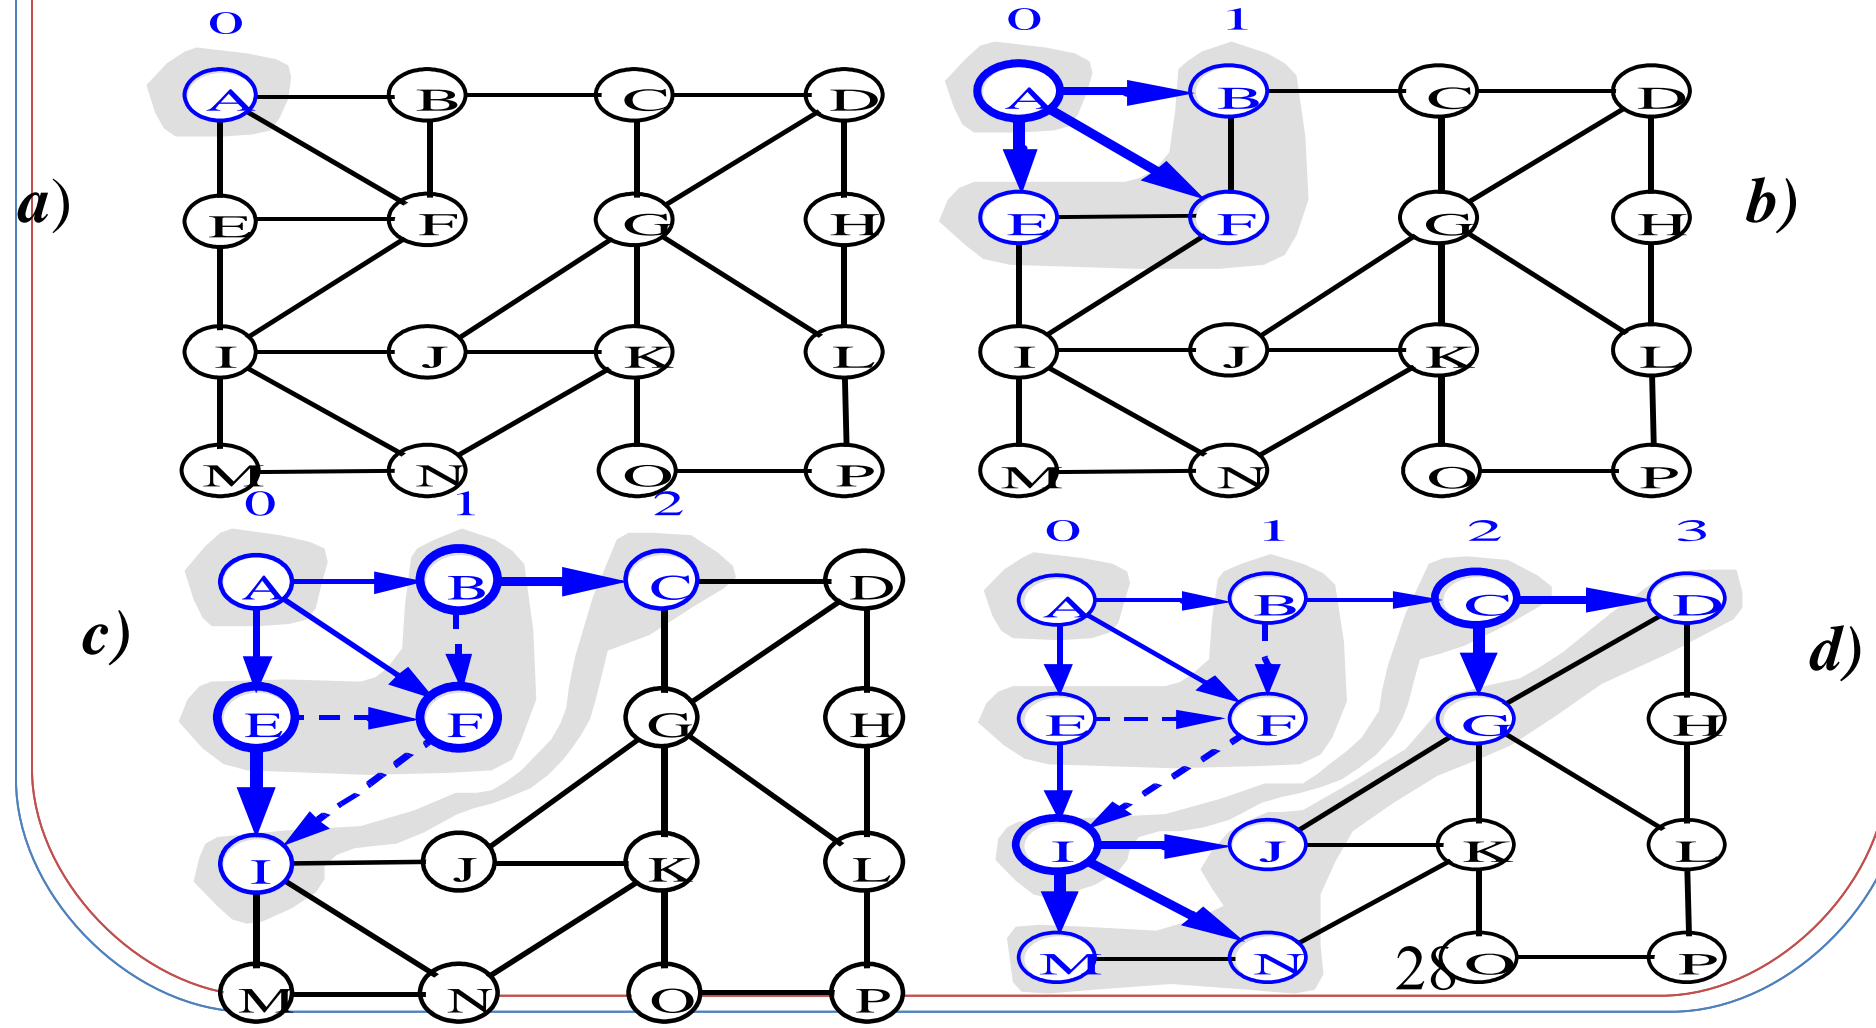 0 0 1
A B C D A B C D
a) E F G H E F G H b)
I J K L I J K L
M N O P M N O P
0 1 2 0 1 2 3
A B C D A B C D
c) E F G H E F G H d)
I J K L I J K L
M N O P M N 28 O P